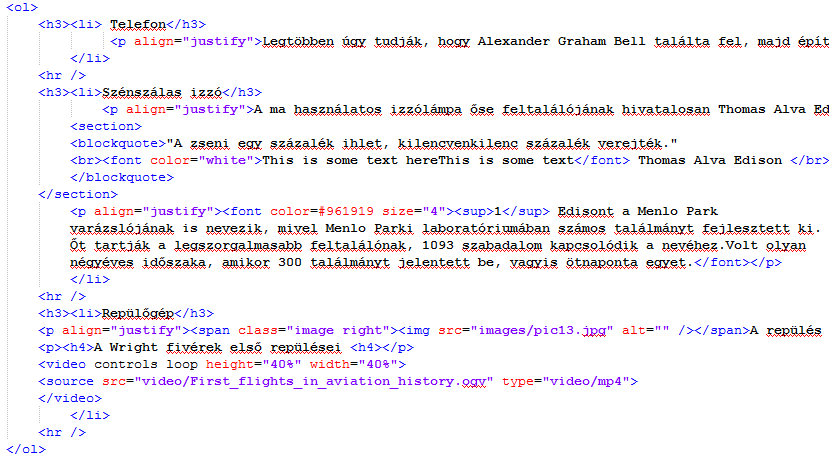 <ol>
<h3><li> Telefon</h3>
<p align="justify">Legtöbben úgy tudják, hogy Alexander Graham Bell találta fel, majd épít
</li>
<hr />
<h3><li>Szénszálas izzó</h3>
<p align="justify">A ma használatos izzólámpa őse feltalálójának hivatalosan Thomas Alva Ed
<section>
<blockquote>"A zseni egy százalék ihlet, kilencvenkilenc százalék verejték."
<br><font color="white">This is some text hereThis is some text</font> Thomas Alva Edison </br>
</blockquote>
</section>
<p align="justify"><font color=#961919 size="4"><sup>1</sup> Edisont a Menlo Park
varázslójának is nevezik, mivel Menlo Parki laboratóriumában számos találmányt fejlesztett ki.
Őt tartják a legszorgalmasabb feltalálónak, 1093 szabadalom kapcsolódik a nevéhez.Volt olyan
négyéves időszaka, amikor 300 találmányt jelentett be, vagyis ötnaponta egyet.</font></p>
</li>
<hr />
<h3><li>Repülőgép</h3>
<p align="justify"><span class="image right"><img src="images/pic13.jpg" alt="" /></span>A repülés
<p><h4>A Wright fivérek első repülései <h4></p>
<video controls loop height="40%" width="40%">
<source src="video/First_flights_in_aviation_history.ogv" type="video/mp4">
</video>
</li>
<hr />
</ol>